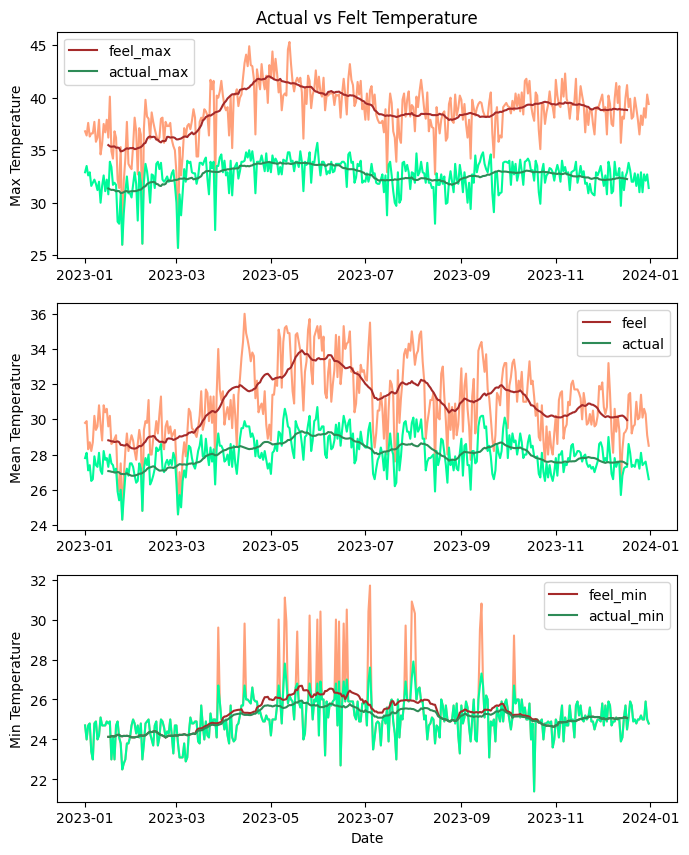 Actual vs Felt Temperature
45
40
35
30
25
Max Temperature
feel_max
actual_max
2023-01 2023-03 2023-05 2023-07 2023-09 2023-11 2024-01
36
34
32
30
28
26
24
Mean Temperature
feel
actual
2023-01 2023-03 2023-05 2023-07 2023-09 2023-11 2024-01
32
30
28
26
24
22
Min Temperature
feel_min
actual_min
2023-01 2023-03 2023-05 2023-07 2023-09 2023-11 2024-01
Date